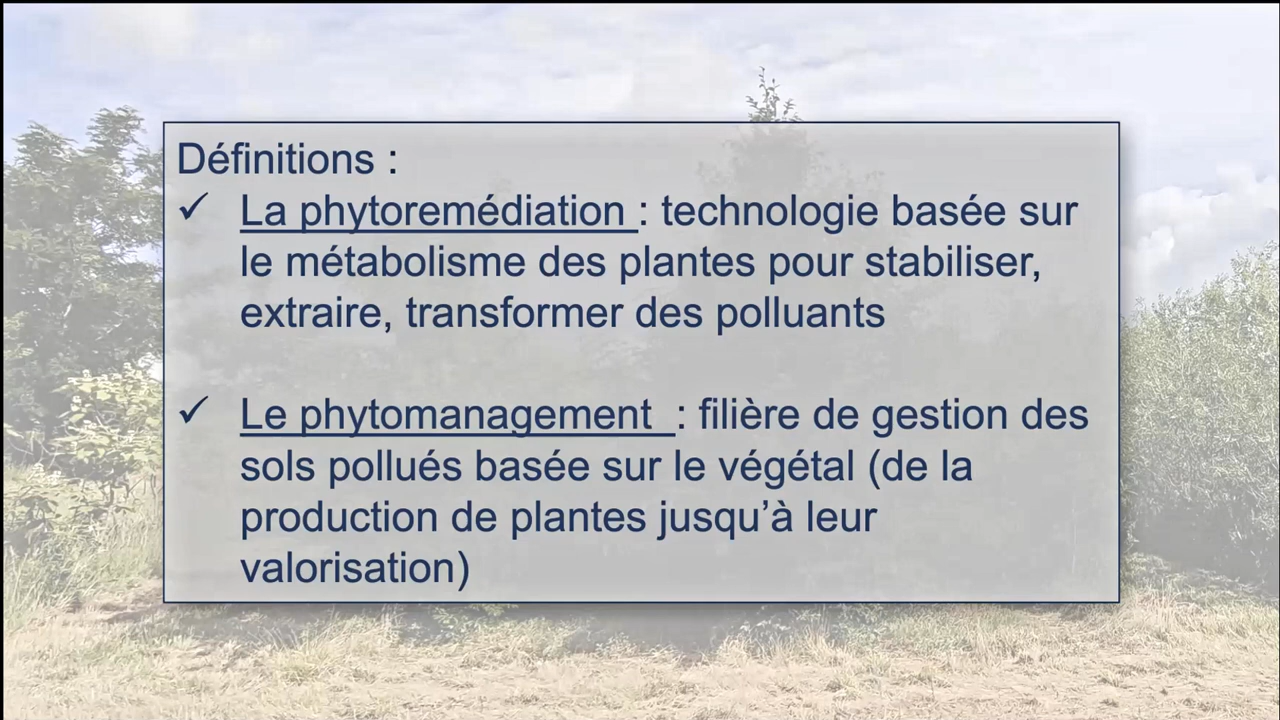 Définitions :
✓ La phytoremédiation : technologie basée sur
le métabolisme des plantes pour stabiliser,
extraire, transformer des polluants
✓ Le phytomanagement : filière de gestion des
sols pollués basée sur le végétal (de la
production de plantes jusqu’à leur
valorisation)